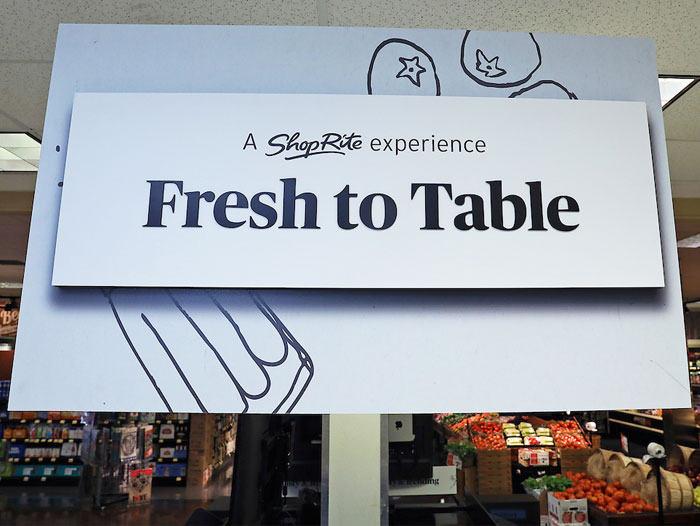 A ShopRite experience
Fresh to Table